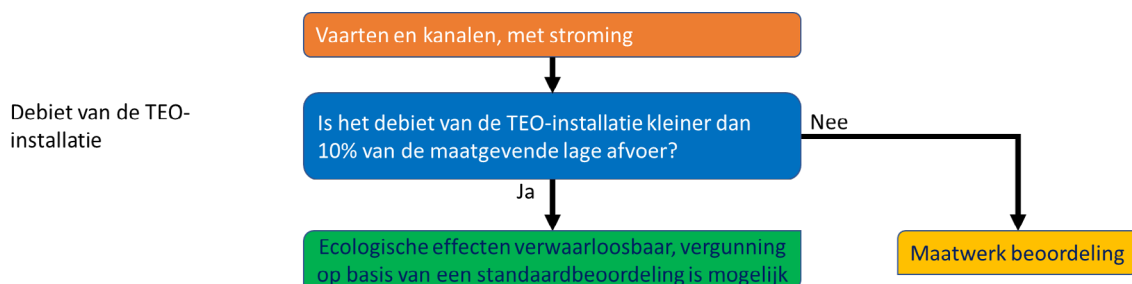 Vaarten en kanalen, met stroming
Debiet van de TEO-
installatie
Is het debiet van de TEO-installatie kleiner dan
10% van de maatgevende lage afvoer?
Nee
Ja
Ecologische effecten verwaarloosbaar, vergunning
op basis van een standaardbeoordeling is mogelijk
Maatwerk beoordeling